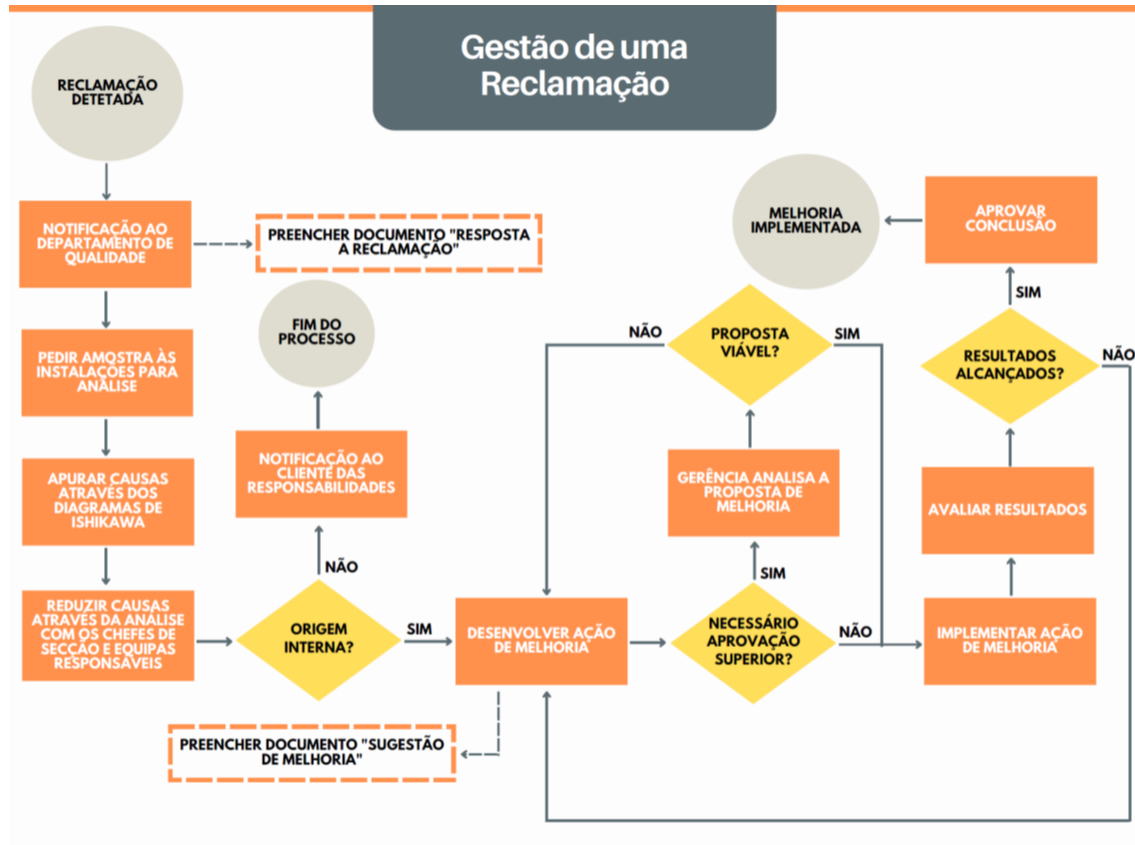 Gestão de uma
Reclamação
RECLAMAÇÃO
DETETADA
NOTIFICAÇÃO AO
DEPARTAMENTO DE
QUALIDADE
PREENCHER DOCUMENTO "RESPOSTA
A RECLAMAÇÃO"
PEDIR AMOSTRA ÀS
INSTALAÇÕES PARA
ANÁLISE
APURAR CAUSAS
ATRAVÉS DOS
DIAGRAMAS DE
ISHIKAWA
REDUZIR CAUSAS
ATRAVÉS DA ANÁLISE
COM OS CHEFES DE
SECÇÃO E EQUIPAS
RESPONSÁVEIS
ORIGEM
INTERNA?
NÃO
NOTIFICAÇÃO AO
CLIENTE DAS
RESPONSABILIDADES
FIM DO
PROCESSO
SIM
DESENVOLVER AÇÃO
DE MELHORIA
PREENCHER DOCUMENTO "SUGESTÃO
DE MELHORIA"
NECESSÁRIO
APROVAÇÃO
SUPERIOR?
SIM
NÃO
GERÊNCIA ANALISA A
PROPOSTA DE
MELHORIA
PROPOSTA
VIÁVEL?
NÃO
SIM
IMPLEMENTAR AÇÃO
DE MELHORIA
AVALIAR RESULTADOS
RESULTADOS
ALCANÇADOS?
NÃO
SIM
APROVAR
CONCLUSÃO
MELHORIA
IMPLEMENTADA